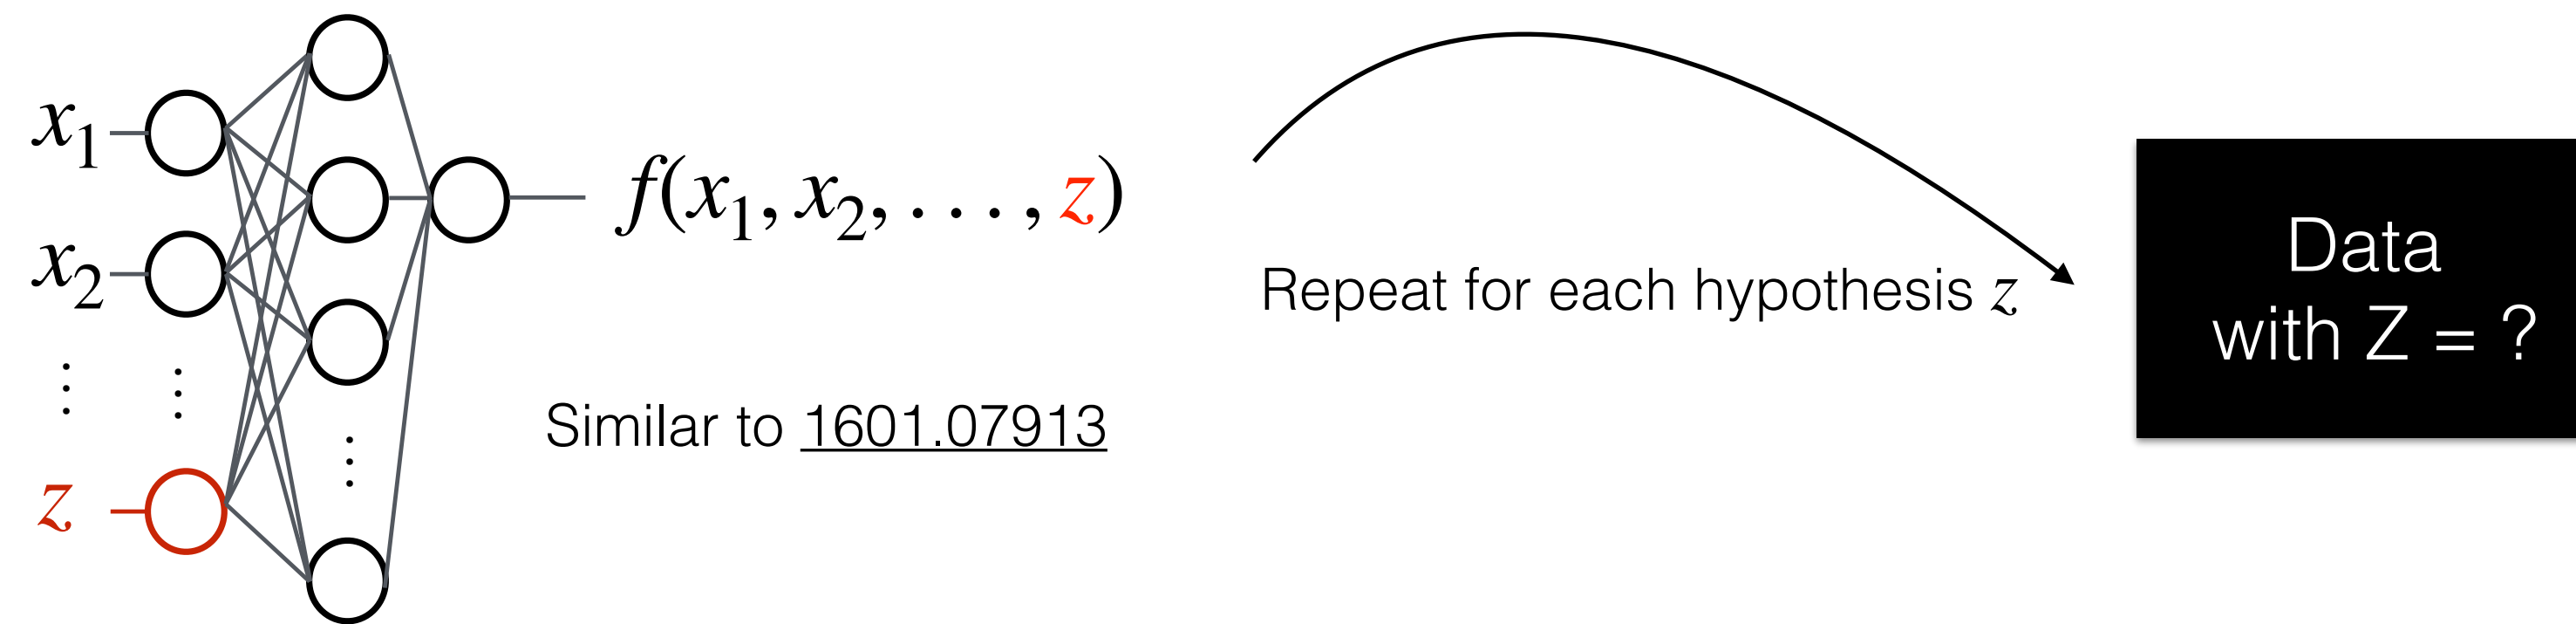 x₁
x₂
⋮ ⋮
z
⋮
f(x₁, x₂, . . . , z)
Similar to 1601.07913
Repeat for each hypothesis z
Data
with Z = ?